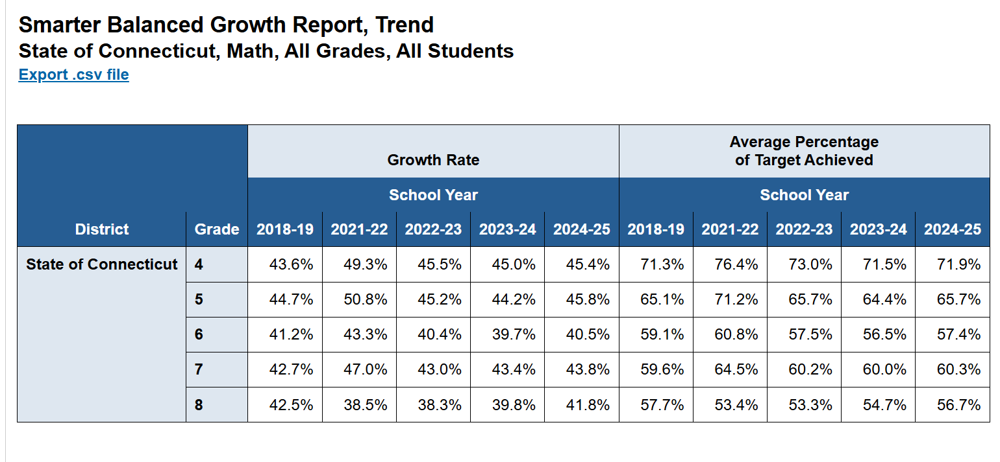 Smarter Balanced Growth Report, Trend
State of Connecticut, Math, All Grades, All Students
Export .csv file
Growth Rate
Average Percentage
of Target Achieved
School Year School Year
District Grade 2018-19 2021-22 2022-23 2023-24 2024-25 2018-19 2021-22 2022-23 2023-24 2024-25
State of Connecticut 4 43.6% 49.3% 45.5% 45.0% 45.4% 71.3% 76.4% 73.0% 71.5% 71.9%
5 44.7% 50.8% 45.2% 44.2% 45.8% 65.1% 71.2% 65.7% 64.4% 65.7%
6 41.2% 43.3% 40.4% 39.7% 40.5% 59.1% 60.8% 57.5% 56.5% 57.4%
7 42.7% 47.0% 43.0% 43.4% 43.8% 59.6% 64.5% 60.2% 60.0% 60.3%
8 42.5% 38.5% 38.3% 39.8% 41.8% 57.7% 53.4% 53.3% 54.7% 56.7%